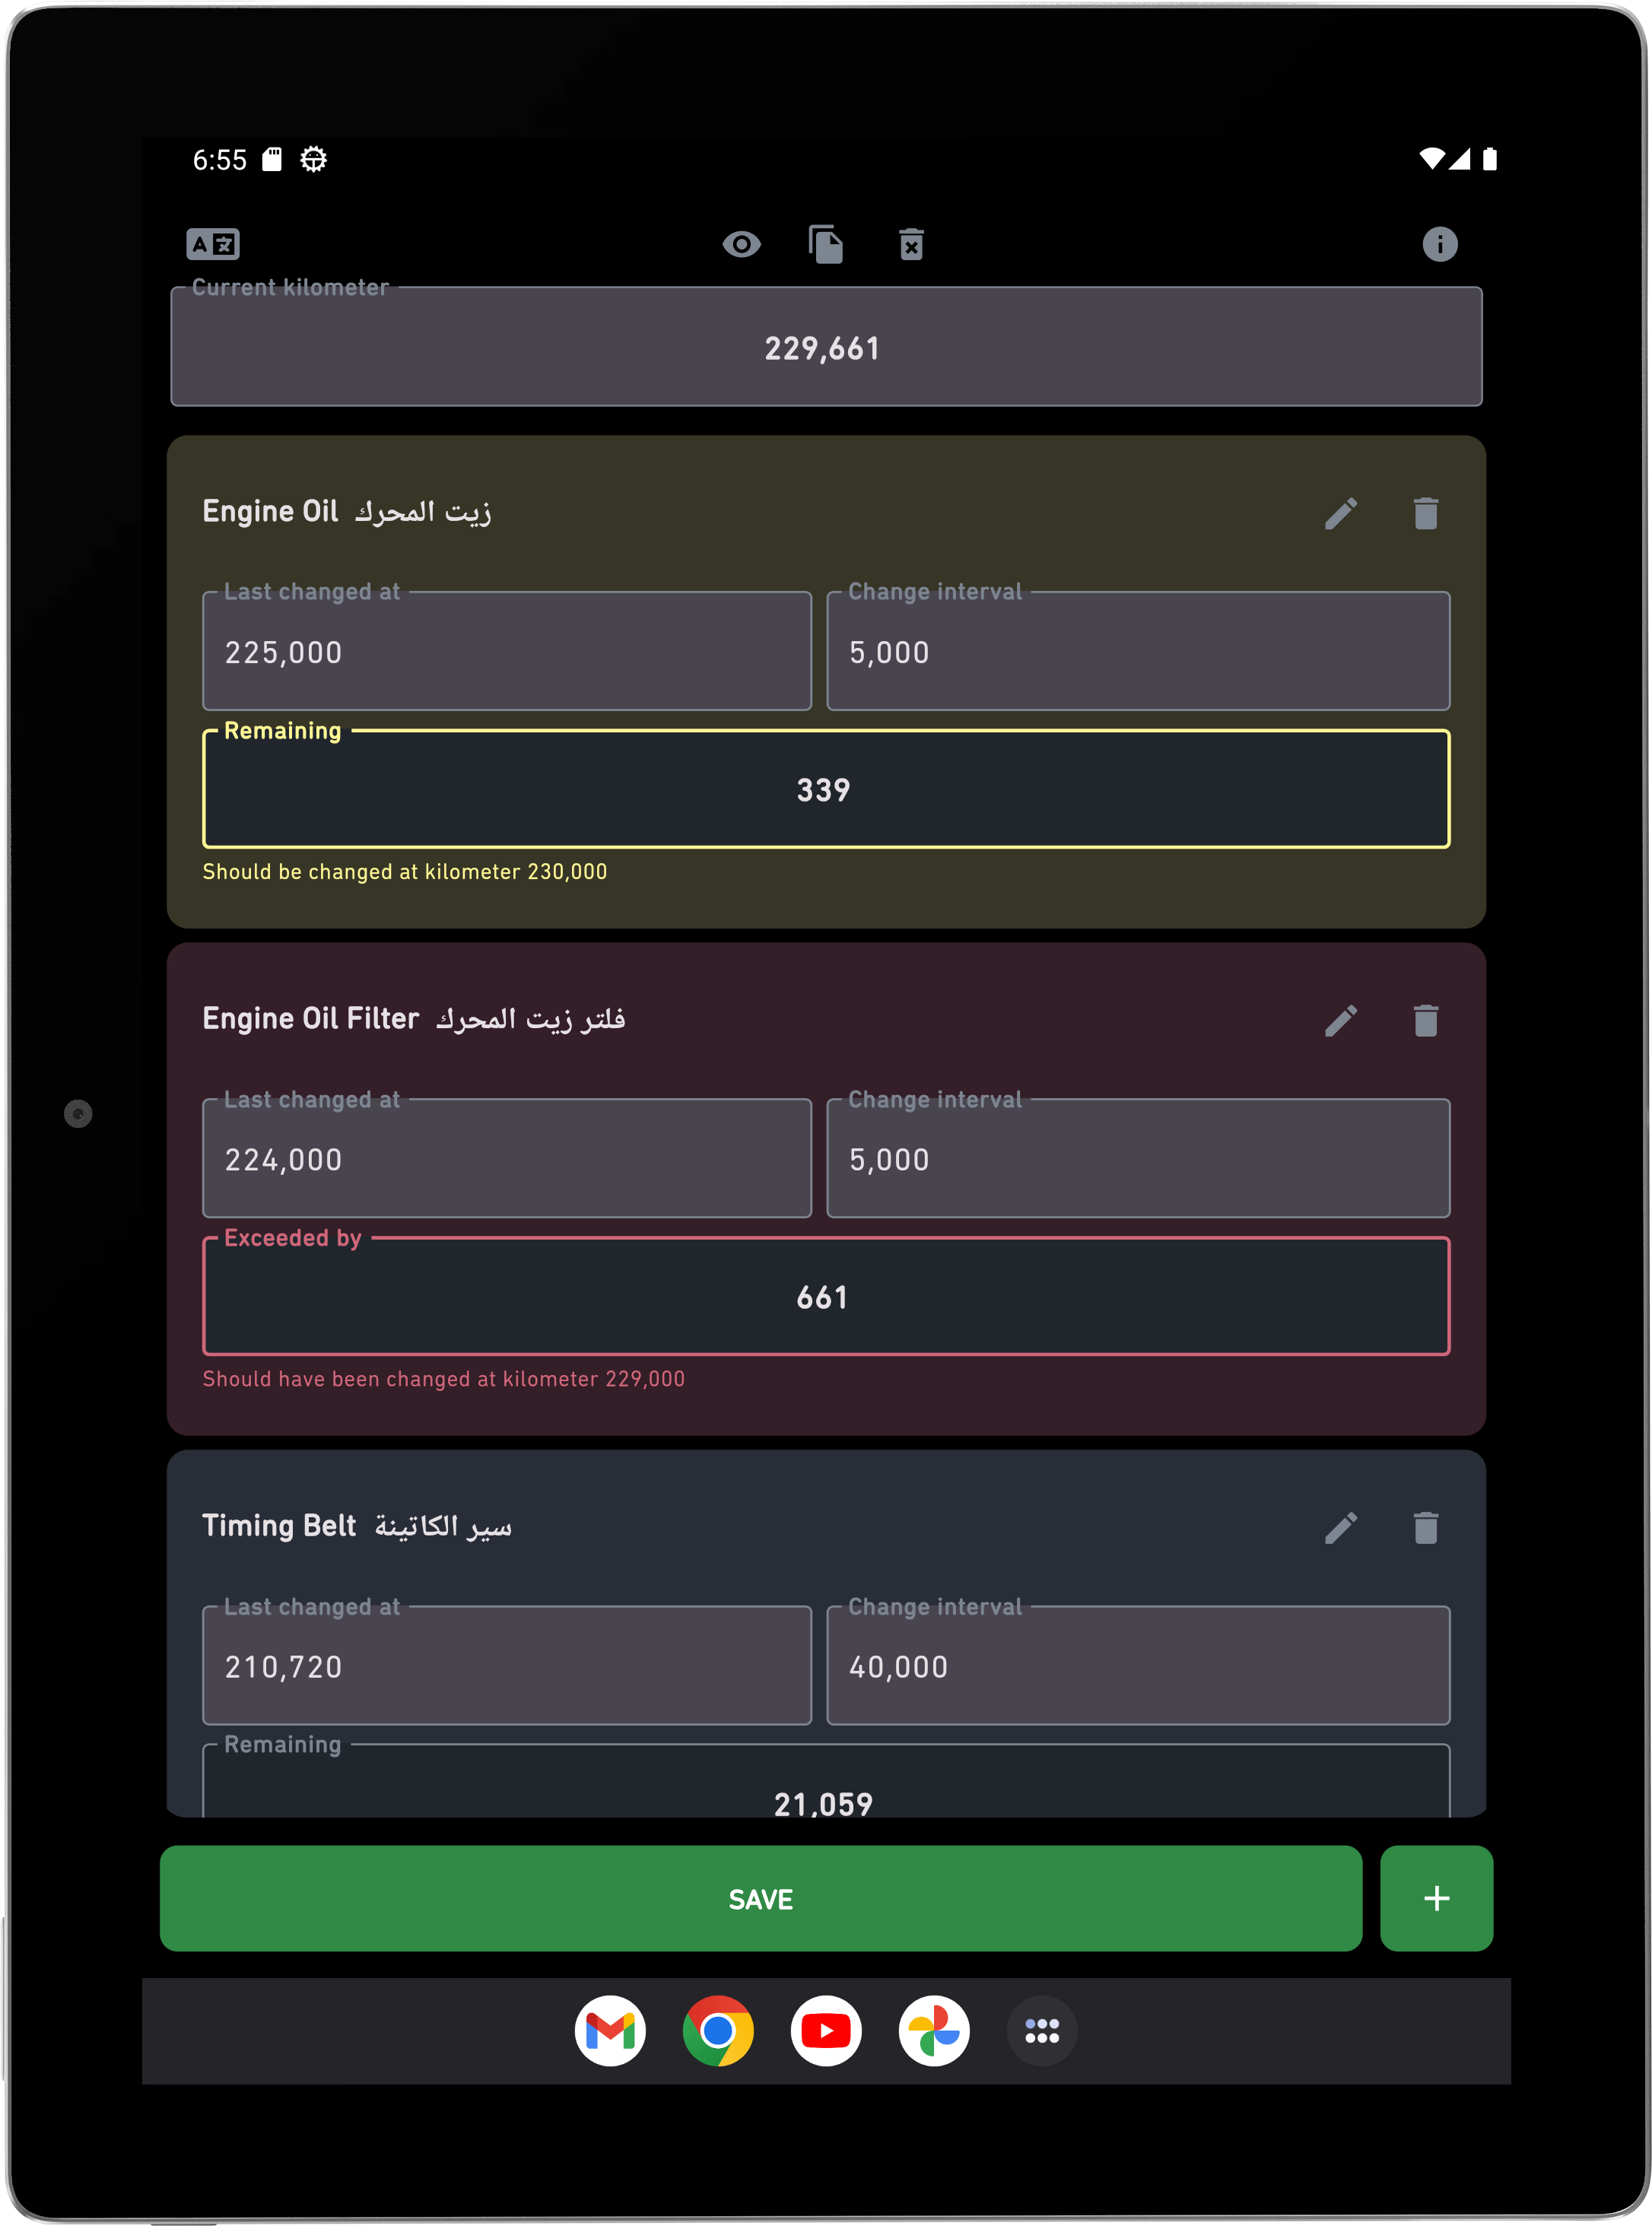 6:55
Current kilometer
229,661
Engine Oil زيت المحرك
Last changed at
Change interval
225,000
5,000
Remaining
339
Should be changed at kilometer 230,000
Engine Oil Filter فلتر زيت المحرك
Last changed at
Change interval
224,000
5,000
Exceeded by
661
Should have been changed at kilometer 229,000
Timing Belt سير الكاتينة
Last changed at
Change interval
210,720
40,000
Remaining
21,059
SAVE
+